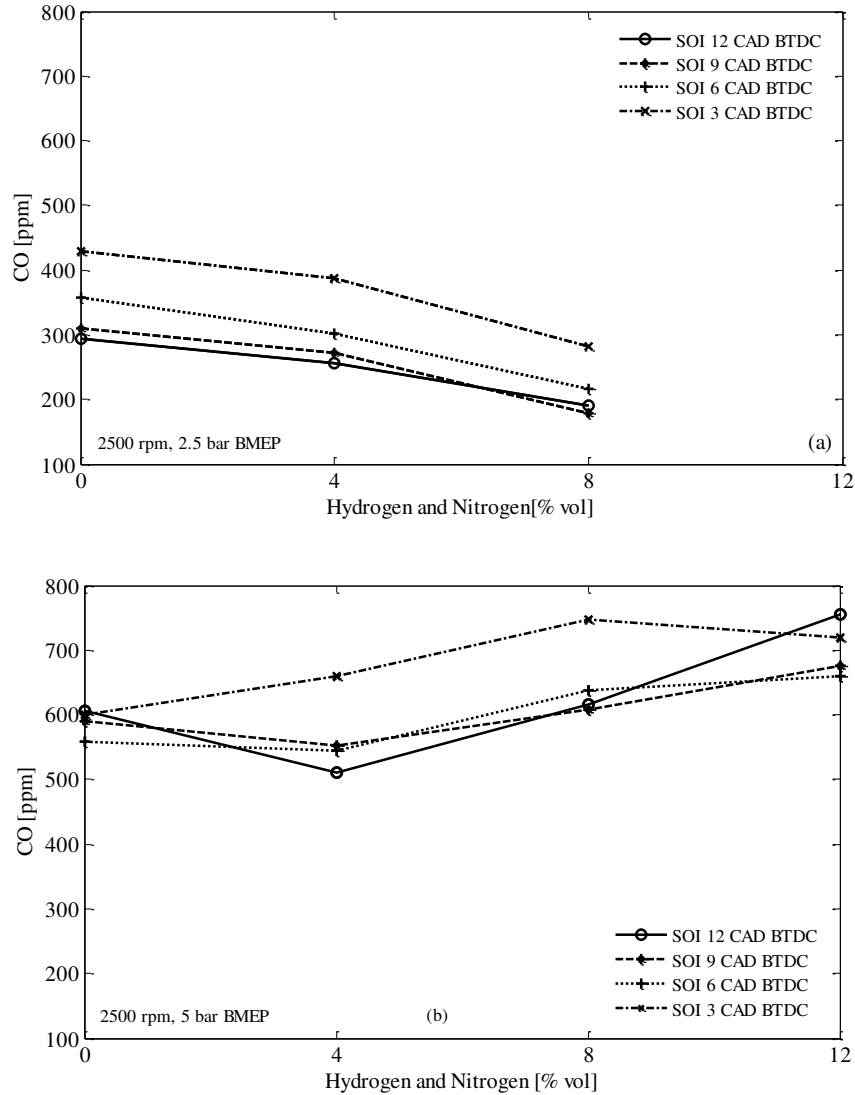 800
700
600
500
400
300
200
100
CO [ppm]
SOI 12 CAD BTDC
SOI 9 CAD BTDC
SOI 6 CAD BTDC
SOI 3 CAD BTDC
2500 rpm, 2.5 bar BMEP
(a)
0 4 8 12
Hydrogen and Nitrogen[% vol]
800
700
600
500
400
300
200
100
CO [ppm]
SOI 12 CAD BTDC
SOI 9 CAD BTDC
SOI 6 CAD BTDC
SOI 3 CAD BTDC
2500 rpm, 5 bar BMEP
(b)
0 4 8 12
Hydrogen and Nitrogen [% vol]